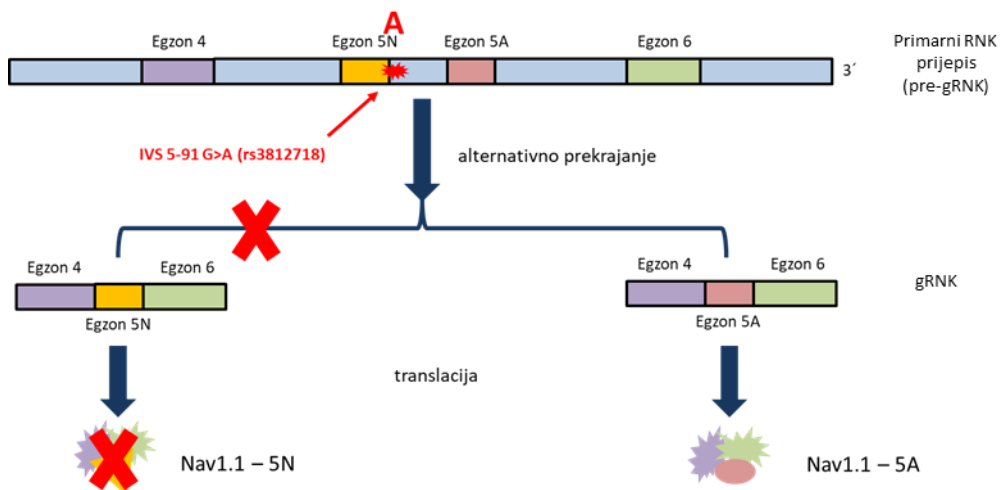 A
Egzon 4
Egzon 5N
Egzon 5A
Egzon 6
3´
Primarni RNK
prijepis
(pre-gRNK)
IVS 5-91 G>A (rs3812718)
alternativno prekrajanje
Egzon 4
Egzon 6
Egzon 5N
Egzon 4
Egzon 6
Egzon 5A
gRNK
translacija
Nav1.1 – 5N
Nav1.1 – 5A